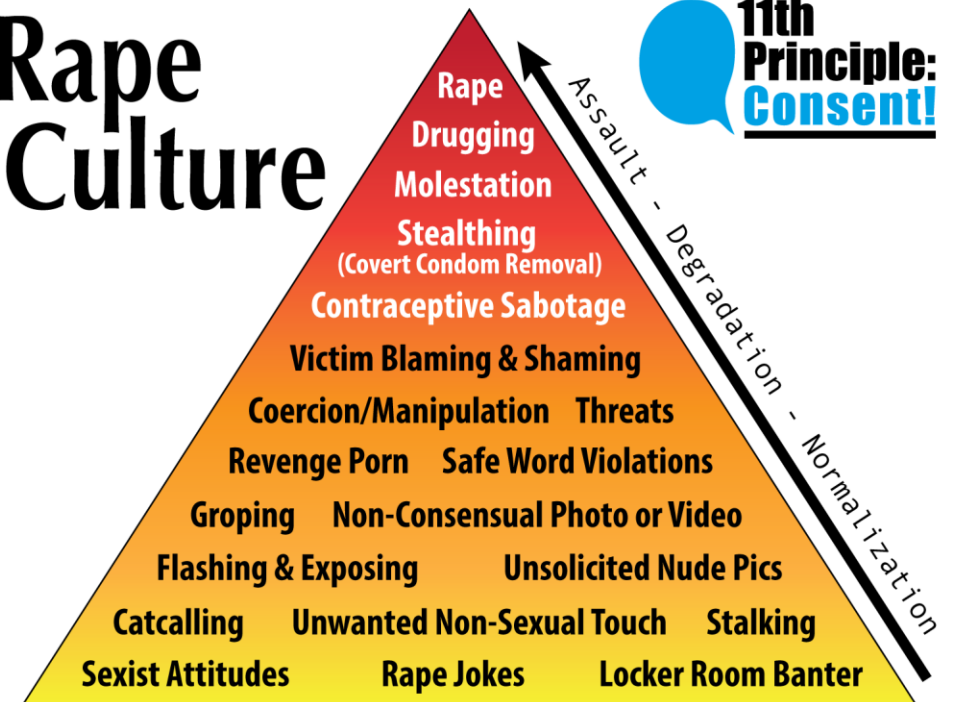 Rape
Culture
11th
Principle:
Consent!
Assault - Degradation - Normalization
Rape
Drugging
Molestation
Stealthing
(Covert Condom Removal)
Contraceptive Sabotage
Victim Blaming & Shaming
Coercion/Manipulation Threats
Revenge Porn Safe Word Violations
Groping Non-Consensual Photo or Video
Flashing & Exposing Unsolicited Nude Pics
Catcalling Unwanted Non-Sexual Touch Stalking
Sexist Attitudes Rape Jokes Locker Room Banter